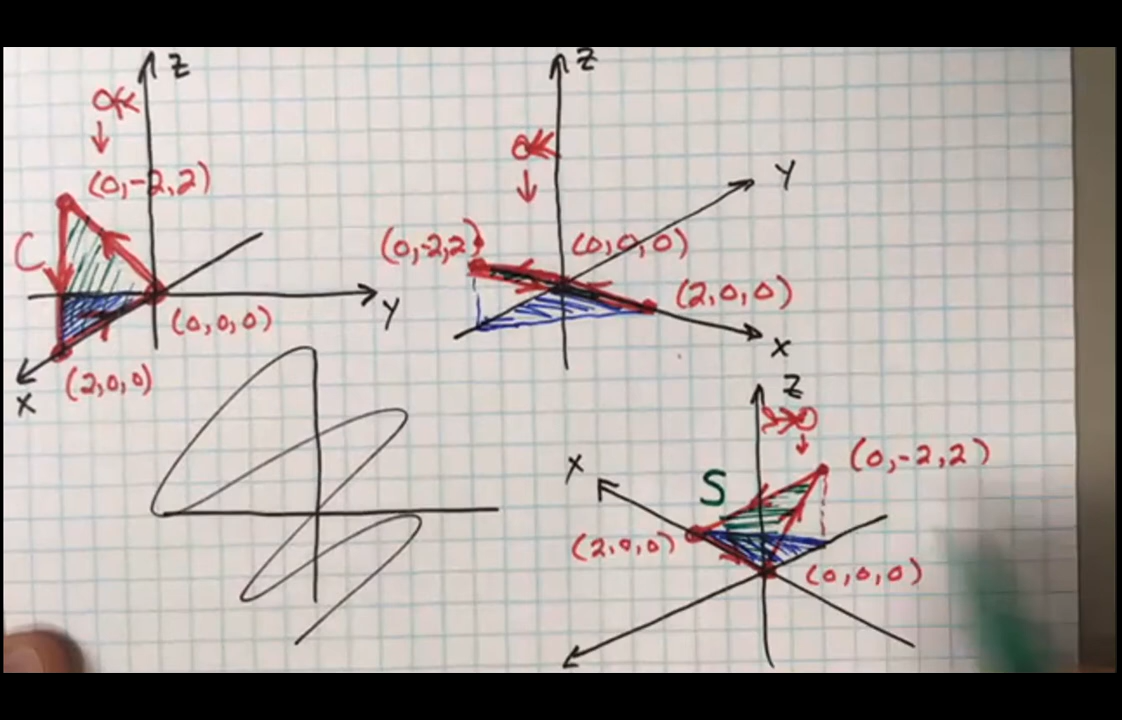 Z
(0,-2,2)
C
Y
(0,0,0)
(2,0,0)
X
Z
Y
(0,-2,2)
(0,0,0)
(2,0,0)
X
Z
X
(0,-2,2)
S
(2,0,0)
(0,0,0)